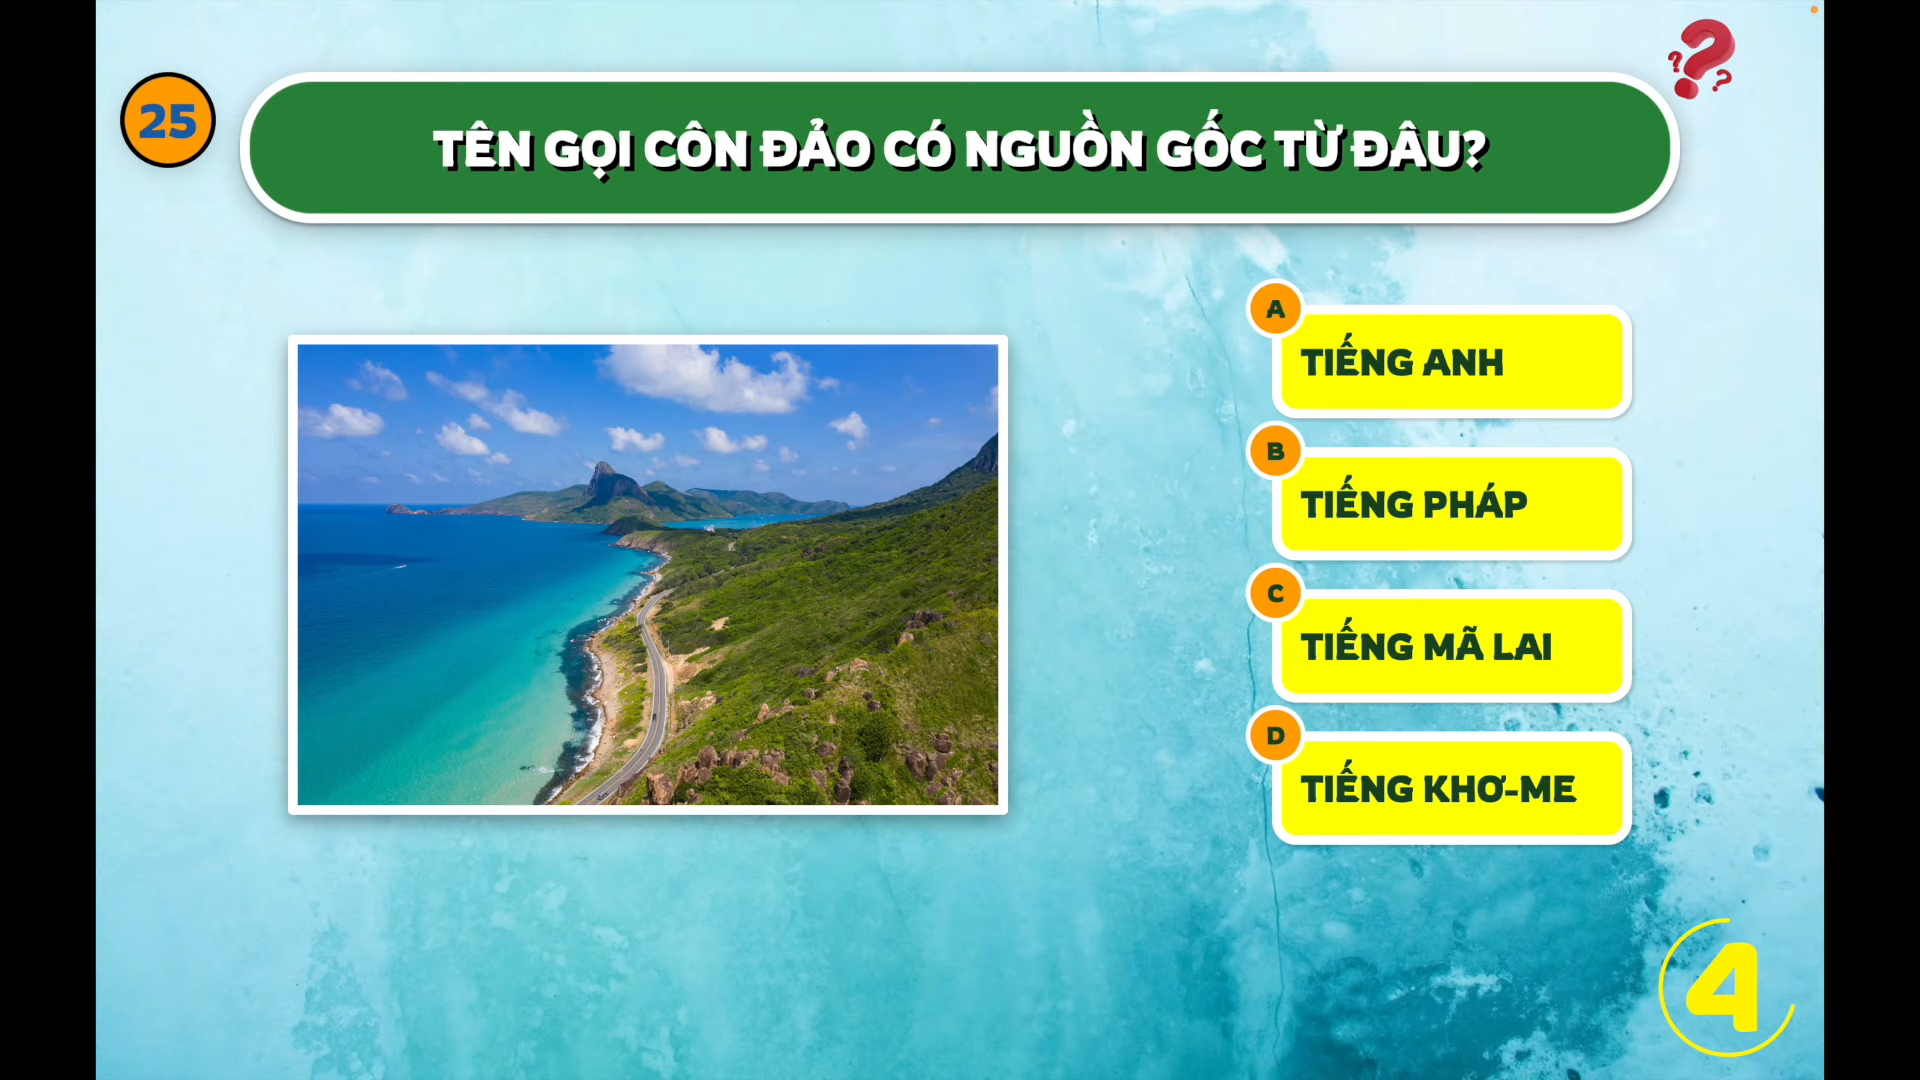 25
TÊN GỌI CÔN ĐẢO CÓ NGUỒN GỐC TỪ ĐÂU?
A
TIẾNG ANH
B
TIẾNG PHÁP
C
TIẾNG MÃ LAI
D
TIẾNG KHƠ-ME
4